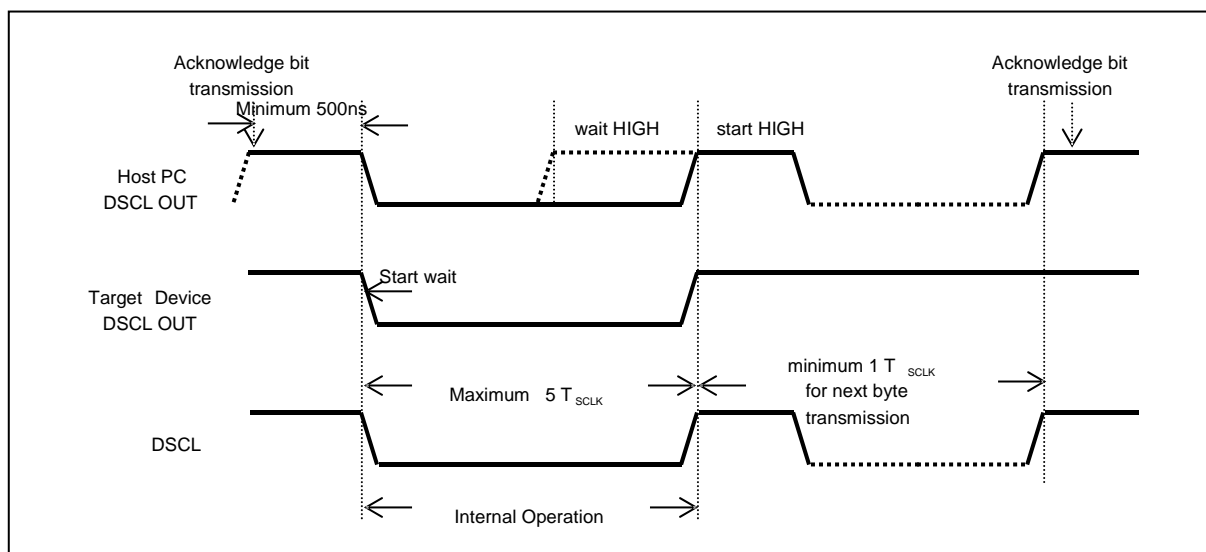 Acknowledge bit
transmission
Acknowledge bit
transmission
Minimum 500ns
wait HIGH
start HIGH
Host PC
DSCL OUT
Start wait
Target Device
DSCL OUT
Maximum 5 T SCLK
minimum 1 T SCLK
for next byte
transmission
DSCL
Internal Operation